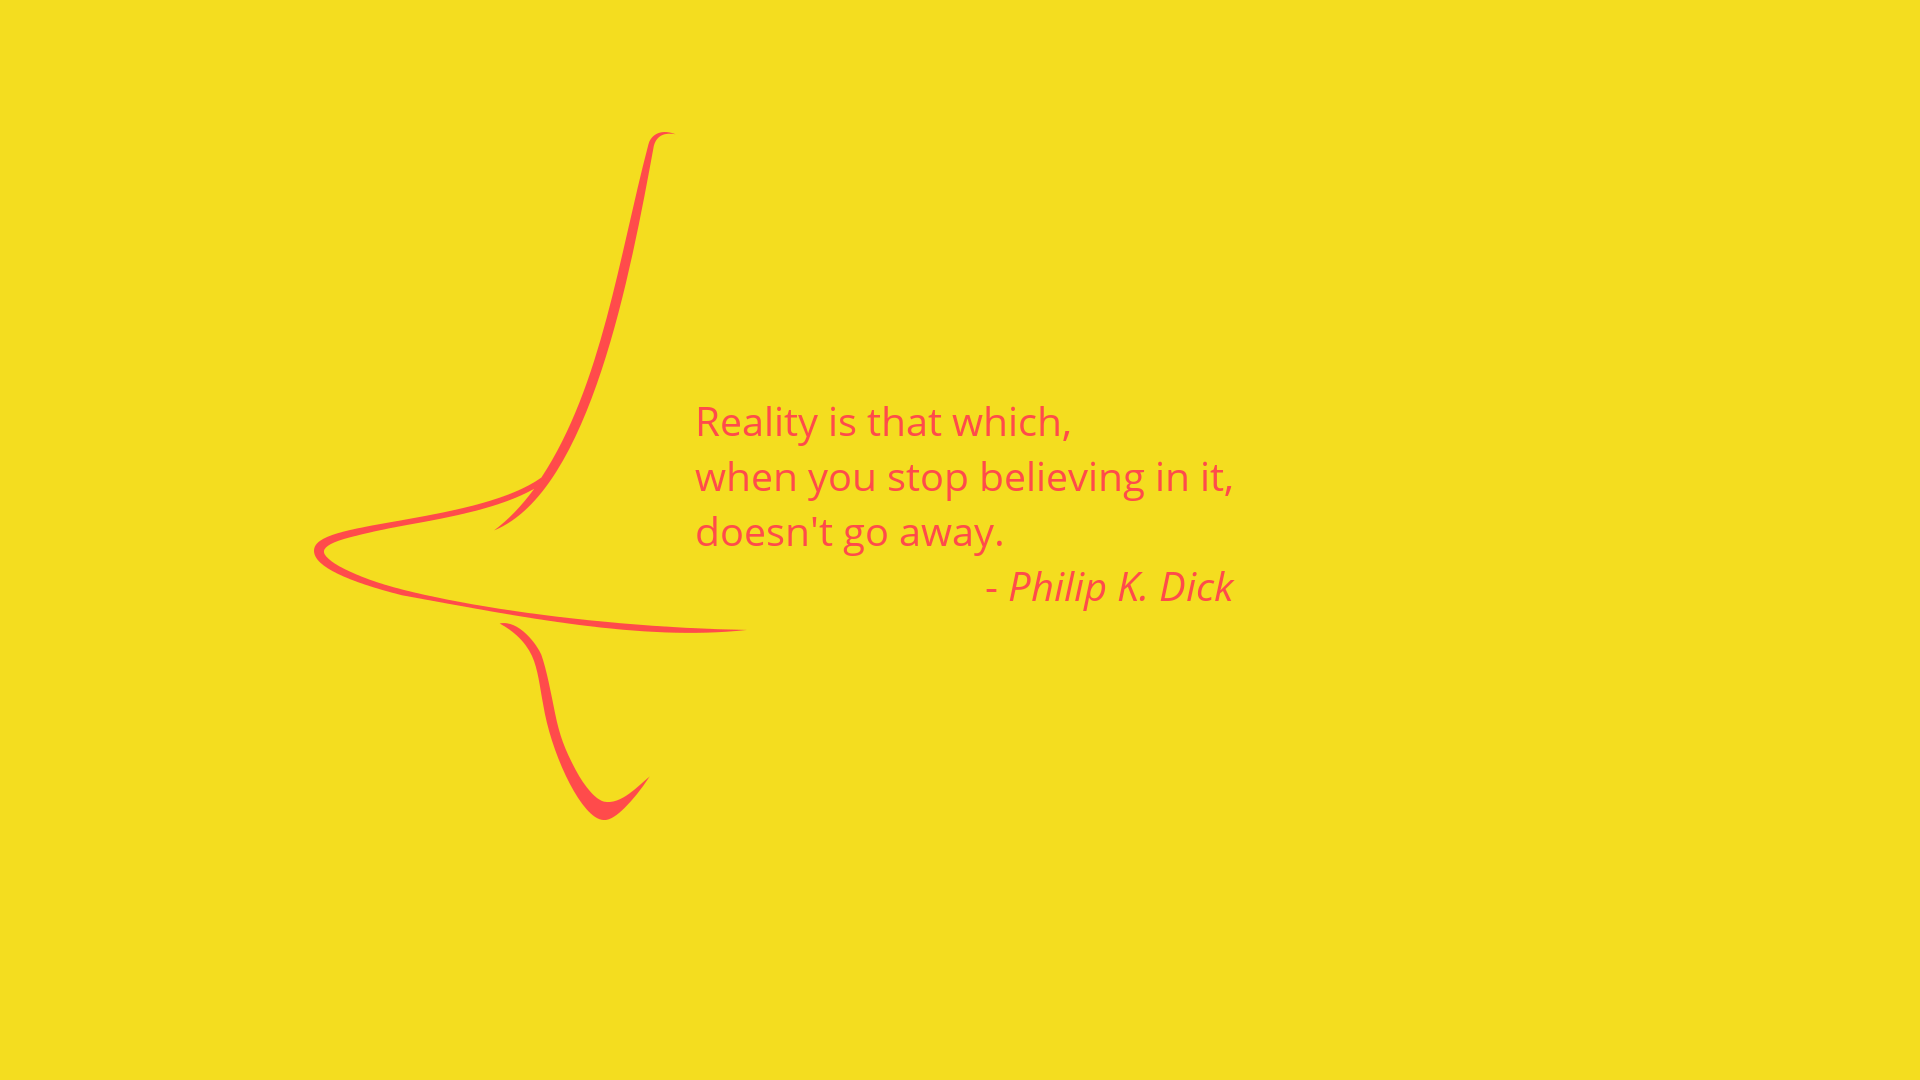 Reality is that which,
when you stop believing in it,
doesn't go away.
- Philip K. Dick